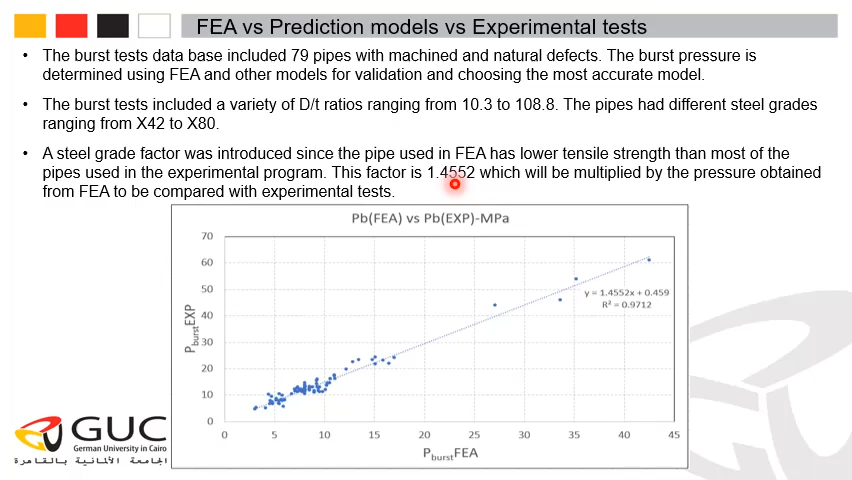 FEA vs Prediction models vs Experimental tests
• The burst tests data base included 79 pipes with machined and natural defects. The burst pressure is
determined using FEA and other models for validation and choosing the most accurate model.
• The burst tests included a variety of D/t ratios ranging from 10.3 to 108.8. The pipes had different steel grades
ranging from X42 to X80.
• A steel grade factor was introduced since the pipe used in FEA has lower tensile strength than most of the
pipes used in the experimental program. This factor is 1.4552 which will be multiplied by the pressure obtained
from FEA to be compared with experimental tests.
Pb(FEA) vs Pb(EXP)-MPa
70
60
50
40
30
20
10
0
PburstEXP
y = 1.4552x + 0.459
R² = 0.9712
0 5 10 15 20 25 30 35 40 45
PburstFEA
GUC
German University in Cairo
الجامعة الألمانية بالقاهرة